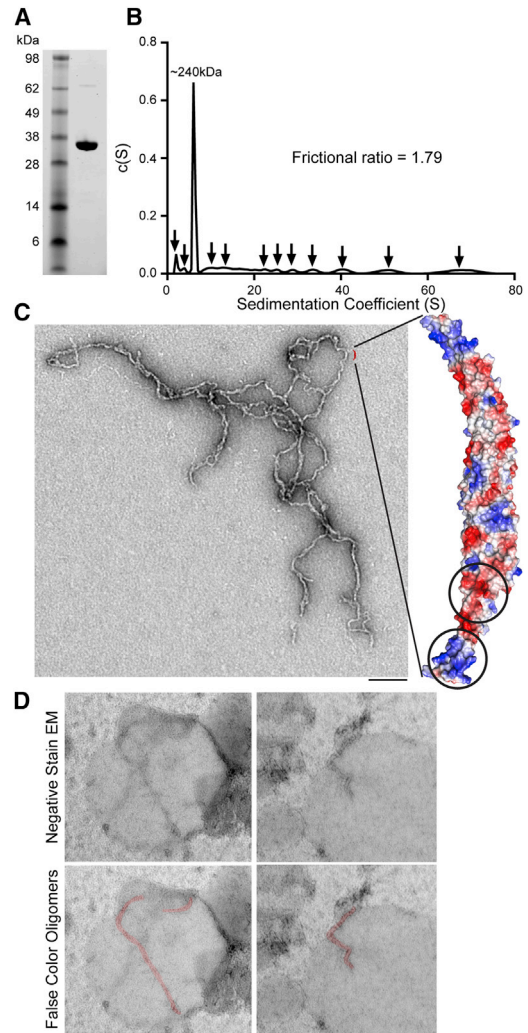 A
kDa
98
62
49
38
28
14
6
B
0.8
0.6
0.4
0.2
0.0
c(S)
~240kDa
Frictional ratio = 1.79
0
20
40
60
80
Sedimentation Coefficient (S)
C
D
Negative Stain EM
False Color Oligomers